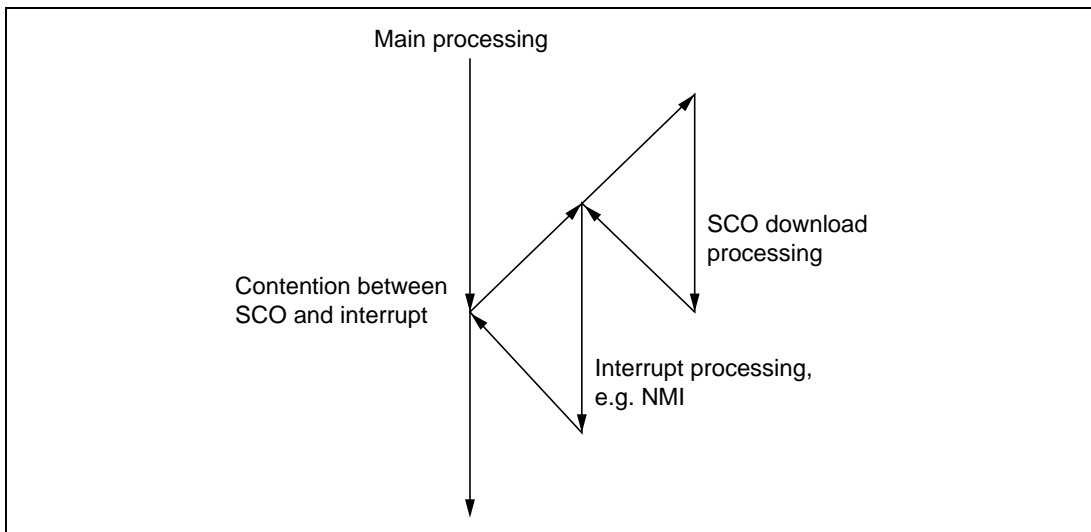 Main processing
SCO download
processing
Contention between
SCO and interrupt
Interrupt processing,
e.g. NMI